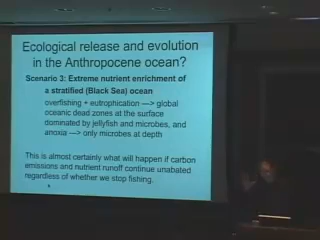 Ecological release and evolution
in the Anthropocene ocean?
Scenario 3: Extreme nutrient enrichment of
a stratified (Black Sea) ocean
overfishing + eutrophication —> global
oceanic dead zones at the surface
dominated by jellyfish and microbes, and
anoxia —> only microbes at depth
This is almost certainly what will happen if carbon
emissions and nutrient runoff continue unabated
regardless of whether we stop fishing.